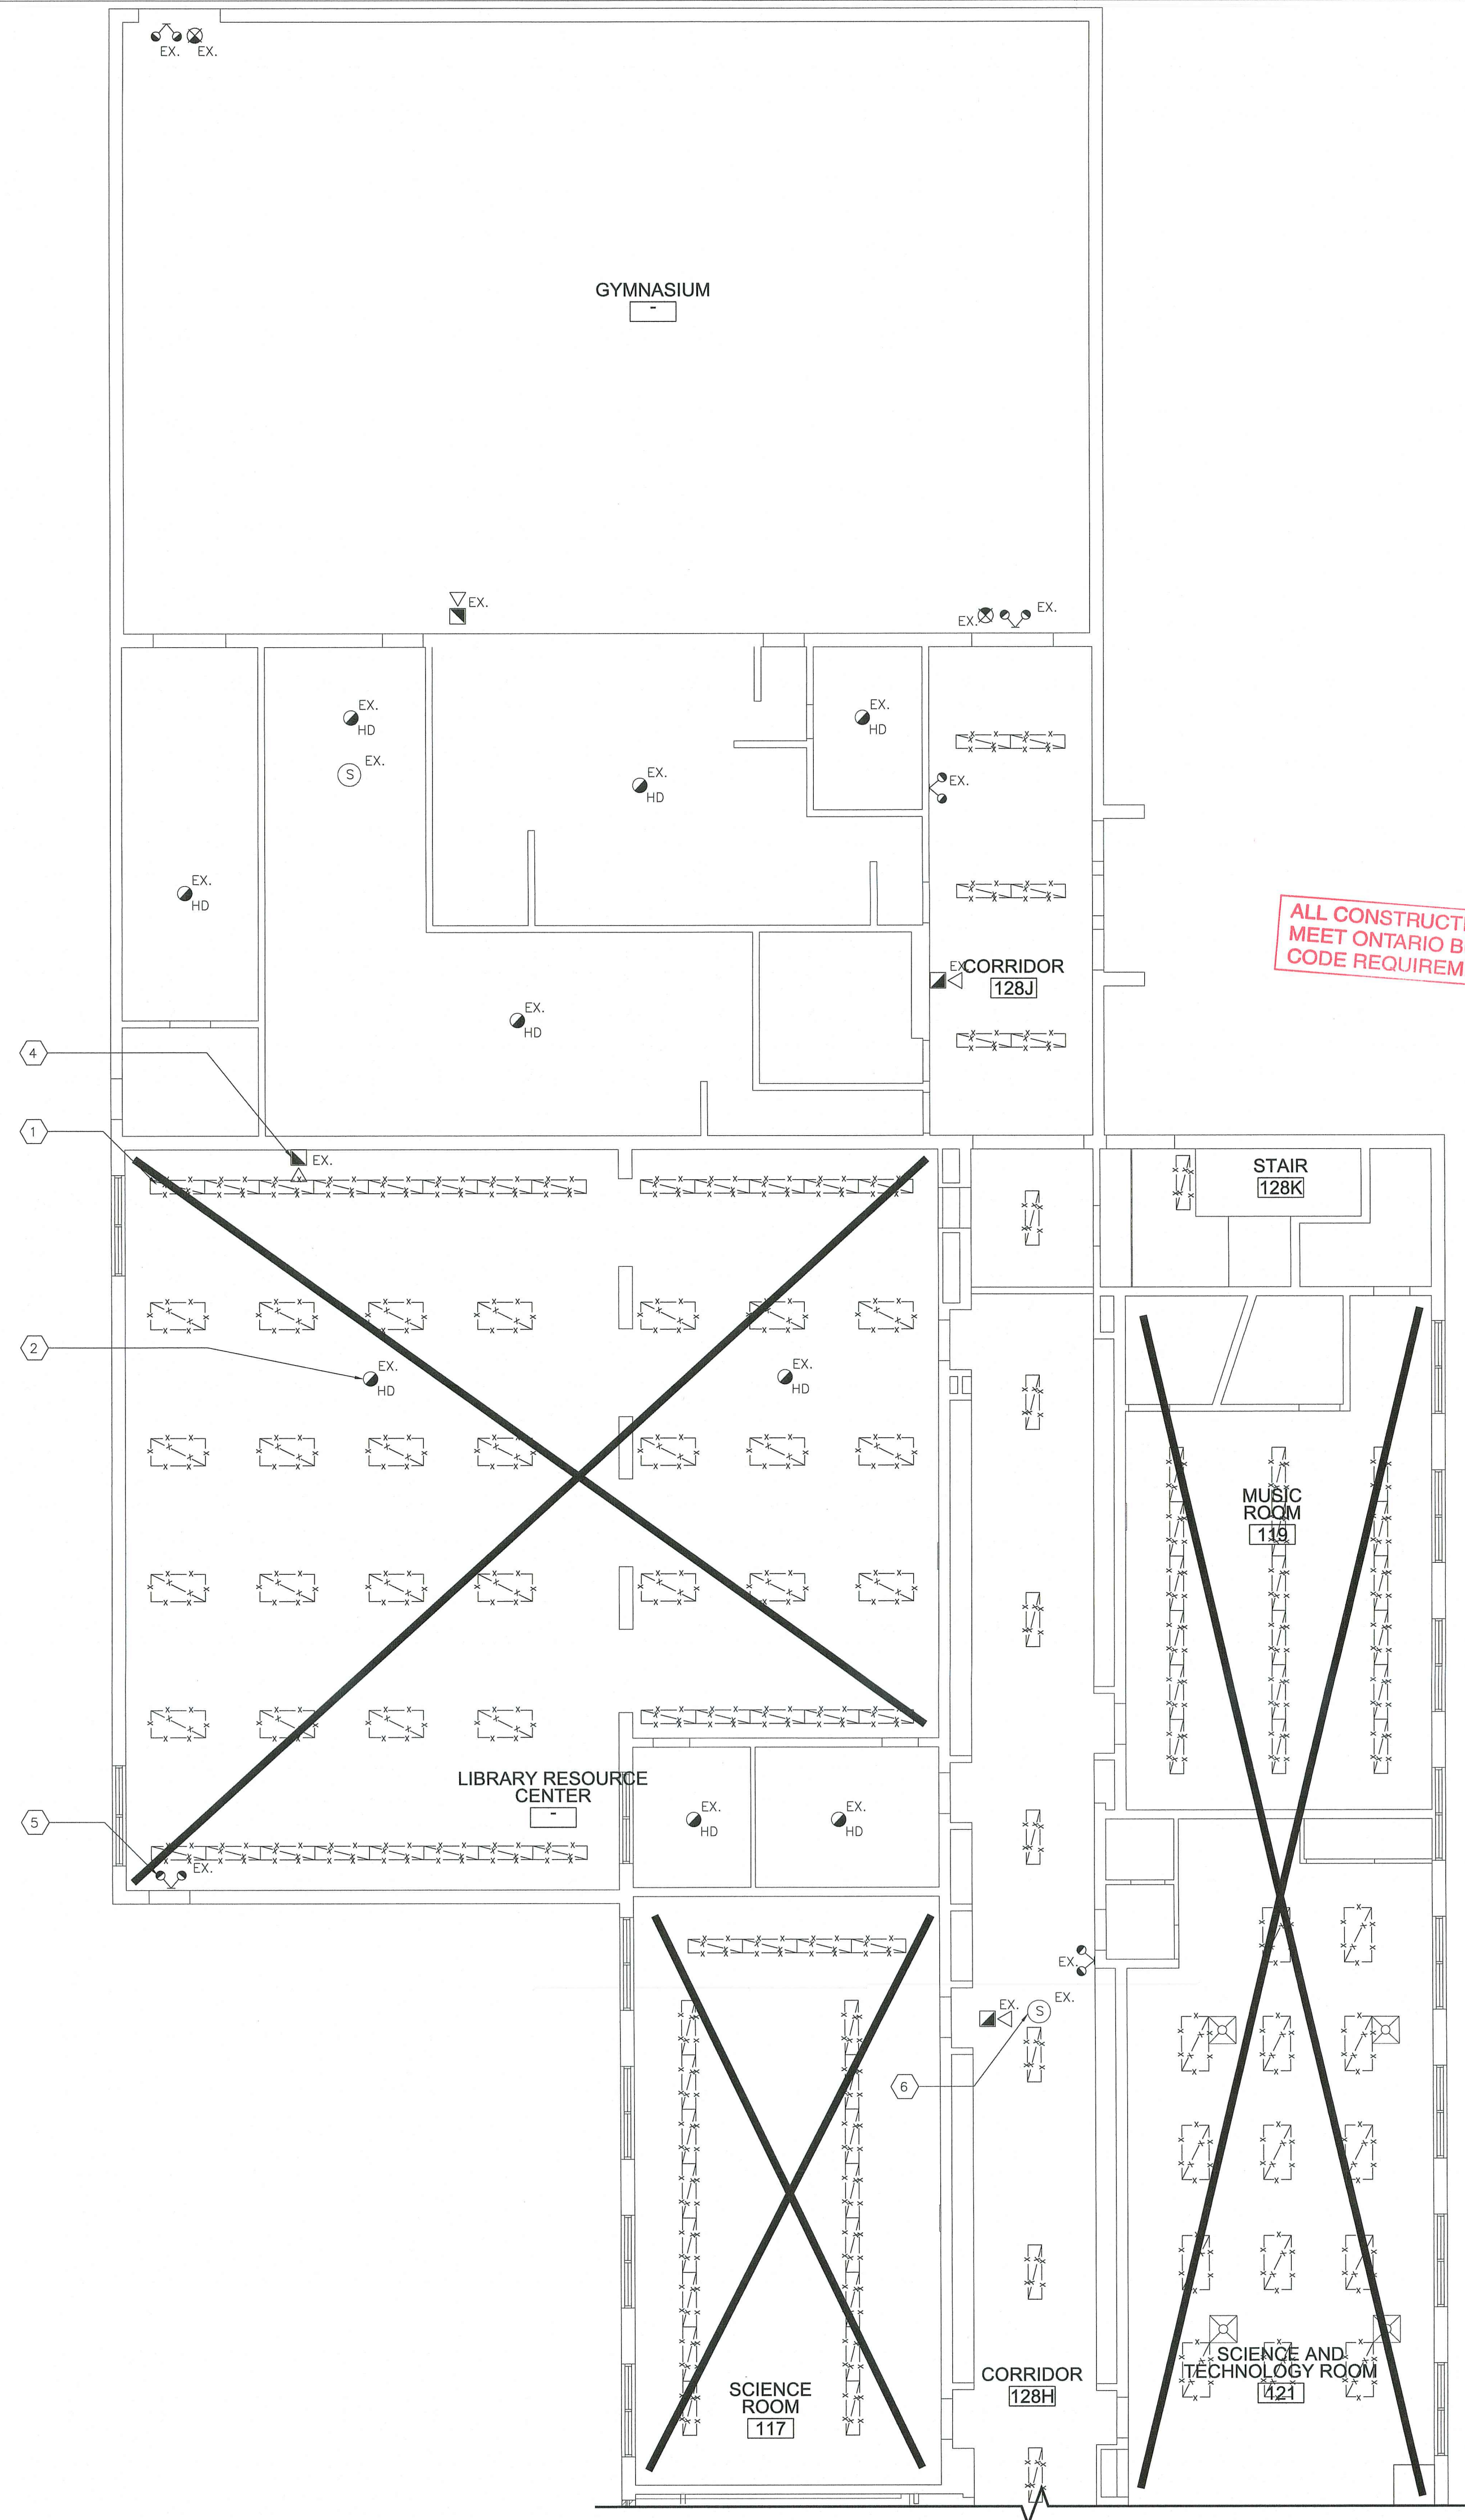 EX. EX.
GYMNASIUM
-
EX.
EX. EX.
EX.
HD
EX.
EX.
HD
EX.
HD
EX.
EX.
HD
EX.
CORRIDOR
128J
EX.
HD
ALL CONSTRUCTI
MEET ONTARIO B
CODE REQUIREM
4
1
EX.
STAIR
128K
2
EX.
HD
EX.
HD
MUSIC
ROOM
119
LIBRARY RESOURCE
CENTER
-
5
EX.
EX.
HD
EX.
HD
EX.
EX.
S
EX.
6
SCIENCE AND
TECHNOLOGY ROOM
121
CORRIDOR
128H
SCIENCE
ROOM
117
S